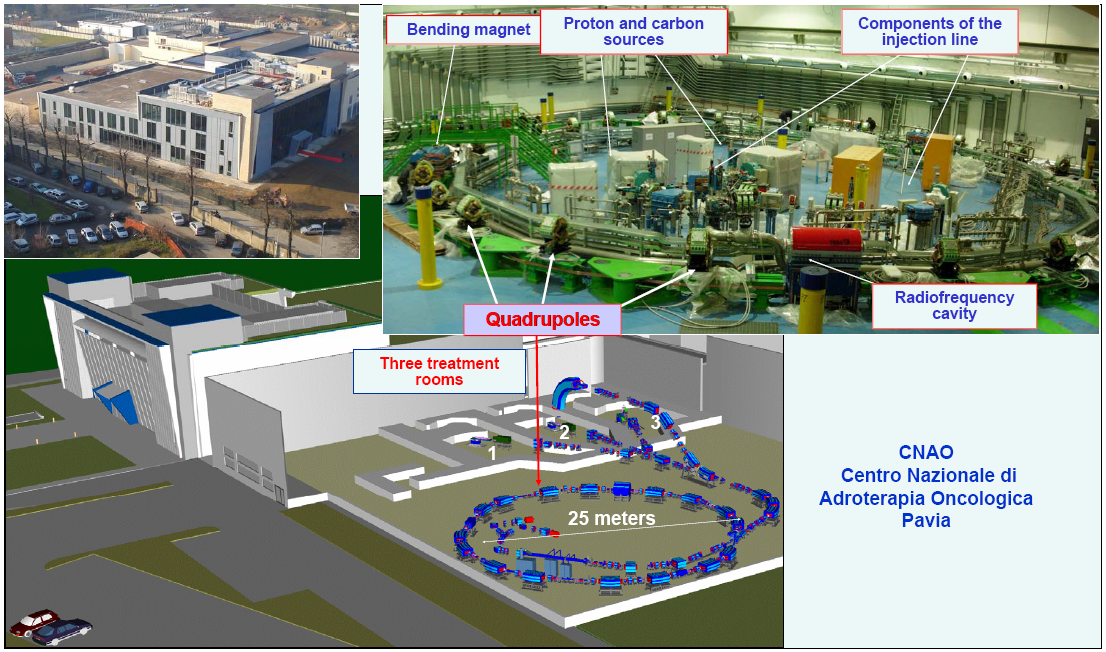 Bending magnet
Proton and carbon
sources
Components of the
injection line
Quadrupoles
Radiofrequency
cavity
Three treatment
rooms
1
2
3
25 meters
CNAO
Centro Nazionale di
Adroterapia Oncologica
Pavia